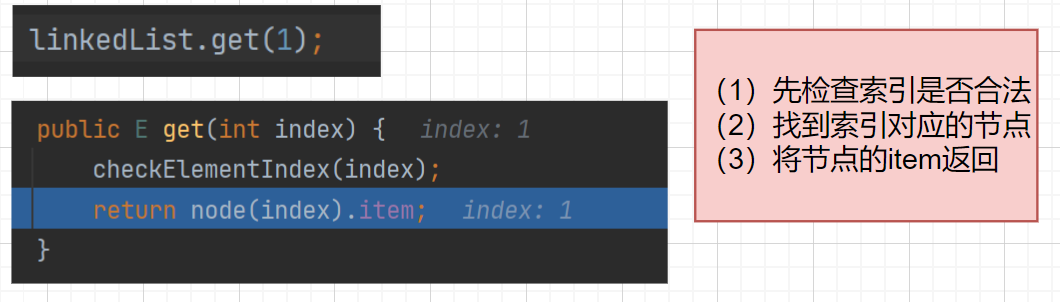 linkedList.get(1);
public E get(int index) {   index: 1
    checkElementIndex(index);
    return node(index).item;   index: 1
}
（1）先检查索引是否合法
（2）找到索引对应的节点
（3）将节点的item返回